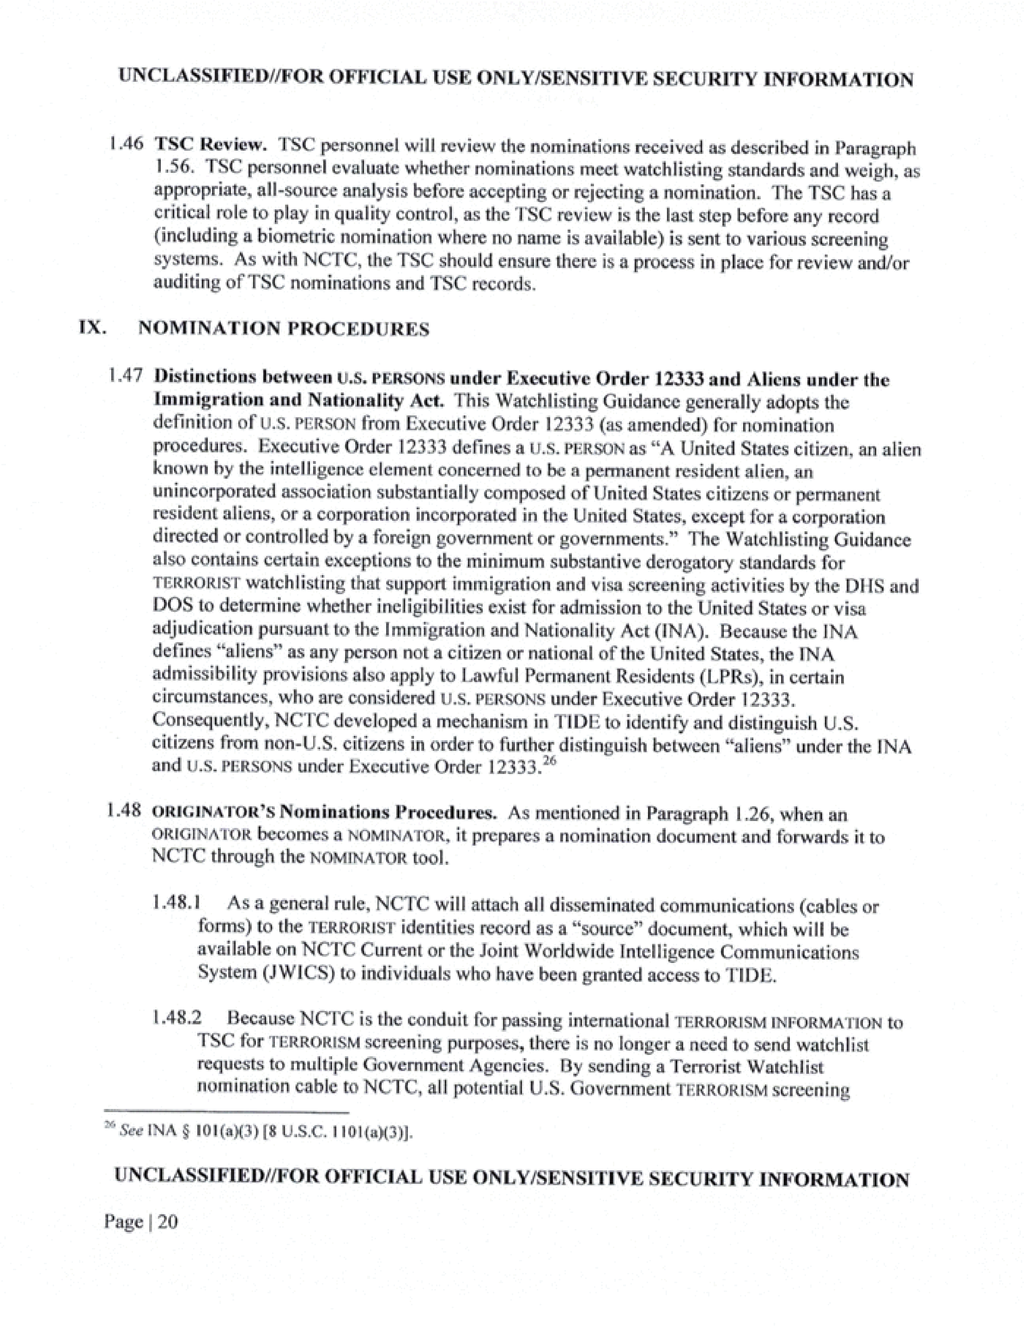 UNCLASSIFIED//FOR OFFICIAL USE ONLY/SENSITIVE SECURITY INFORMATION
1.46 TSC Review. TSC personnel will review the nominations received as described in Paragraph
1.56. TSC personnel evaluate whether nominations meet watchlisting standards and weigh, as
appropriate, all-source analysis before accepting or rejecting a nomination. The TSC has a
critical role to play in quality control, as the TSC review is the last step before any record
(including a biometric nomination where no name is available) is sent to various screening
systems. As with NCTC, the TSC should ensure there is a process in place for review and/or
auditing of TSC nominations and TSC records.
IX. NOMINATION PROCEDURES
1.47 Distinctions between U.S. PERSONS under Executive Order 12333 and Aliens under the
Immigration and Nationality Act. This Watchlisting Guidance generally adopts the
definition of U.S. PERSON from Executive Order 12333 (as amended) for nomination
procedures. Executive Order 12333 defines a U.S. PERSON as “A United States citizen, an alien
known by the intelligence element concerned to be a permanent resident alien, an
unincorporated association substantially composed of United States citizens or permanent
resident aliens, or a corporation incorporated in the United States, except for a corporation
directed or controlled by a foreign government or governments.” The Watchlisting Guidance
also contains certain exceptions to the minimum substantive derogatory standards for
TERRORIST watchlisting that support immigration and visa screening activities by the DHS and
DOS to determine whether ineligibilities exist for admission to the United States or visa
adjudication pursuant to the Immigration and Nationality Act (INA). Because the INA
defines “aliens” as any person not a citizen or national of the United States, the INA
admissibility provisions also apply to Lawful Permanent Residents (LPRs), in certain
circumstances, who are considered U.S. PERSONS under Executive Order 12333.
Consequently, NCTC developed a mechanism in TIDE to identify and distinguish U.S.
citizens from non-U.S. citizens in order to further distinguish between “aliens” under the INA
and U.S. PERSONS under Executive Order 12333.26
1.48 ORIGINATOR’S Nominations Procedures. As mentioned in Paragraph 1.26, when an
ORIGINATOR becomes a NOMINATOR, it prepares a nomination document and forwards it to
NCTC through the NOMINATOR tool.
1.48.1 As a general rule, NCTC will attach all disseminated communications (cables or
forms) to the TERRORIST identities record as a “source” document, which will be
available on NCTC Current or the Joint Worldwide Intelligence Communications
System (JWICS) to individuals who have been granted access to TIDE.
1.48.2 Because NCTC is the conduit for passing international TERRORISM INFORMATION to
TSC for TERRORISM screening purposes, there is no longer a need to send watchlist
requests to multiple Government Agencies. By sending a Terrorist Watchlist
nomination cable to NCTC, all potential U.S. Government TERRORISM screening
26 See INA § 101(a)(3) [8 U.S.C. 1101(a)(3)].
UNCLASSIFIED//FOR OFFICIAL USE ONLY/SENSITIVE SECURITY INFORMATION
Page | 20